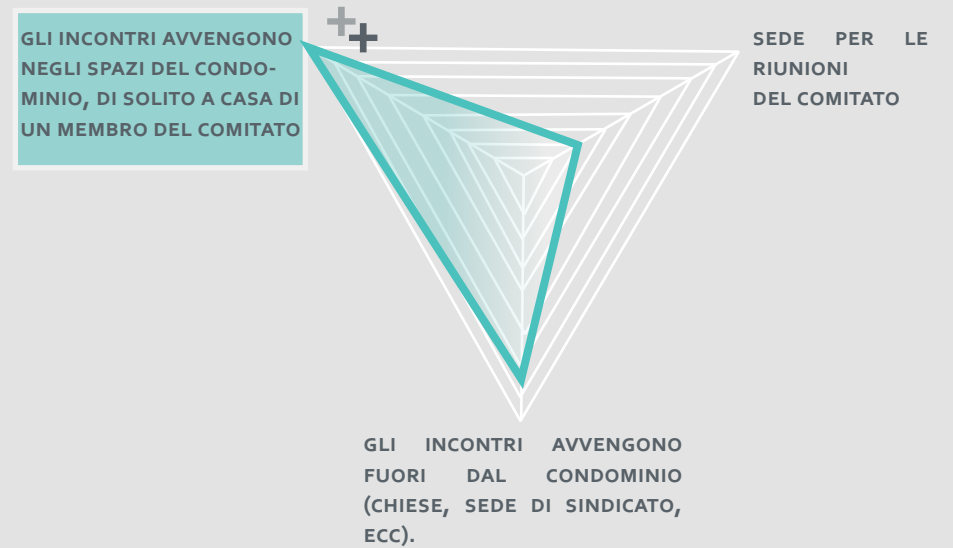 GLI INCONTRI AVVENGONO
NEGLI SPAZI DEL CONDO-
MINIO, DI SOLITO A CASA DI
UN MEMBRO DEL COMITATO
SEDE PER LE
RIUNIONI
DEL COMITATO
GLI INCONTRI AVVENGONO
FUORI DAL CONDOMINIO
(CHIESE, SEDE DI SINDICATO,
ECC).